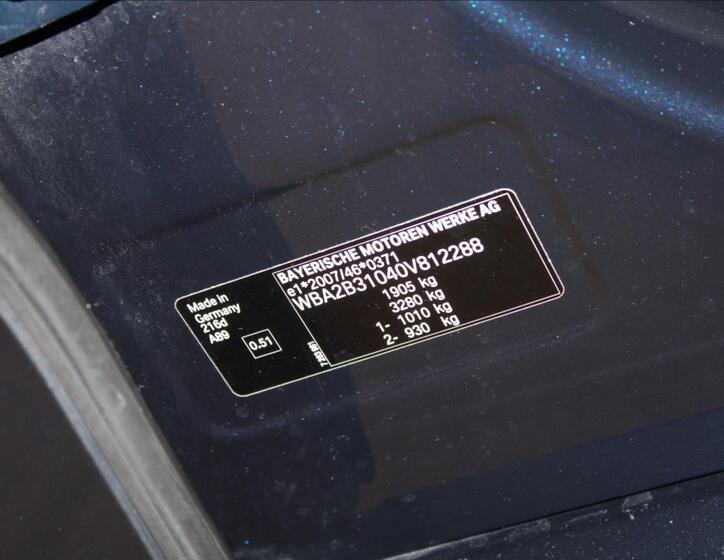 Made in
Germany
216d
A89
0.51
BAYERISCHE MOTOREN WERKE AG
e1*2007/46*0371
WBA2B31040V812288
1905 kg
3280 kg
1- 1010 kg
2- 930 kg